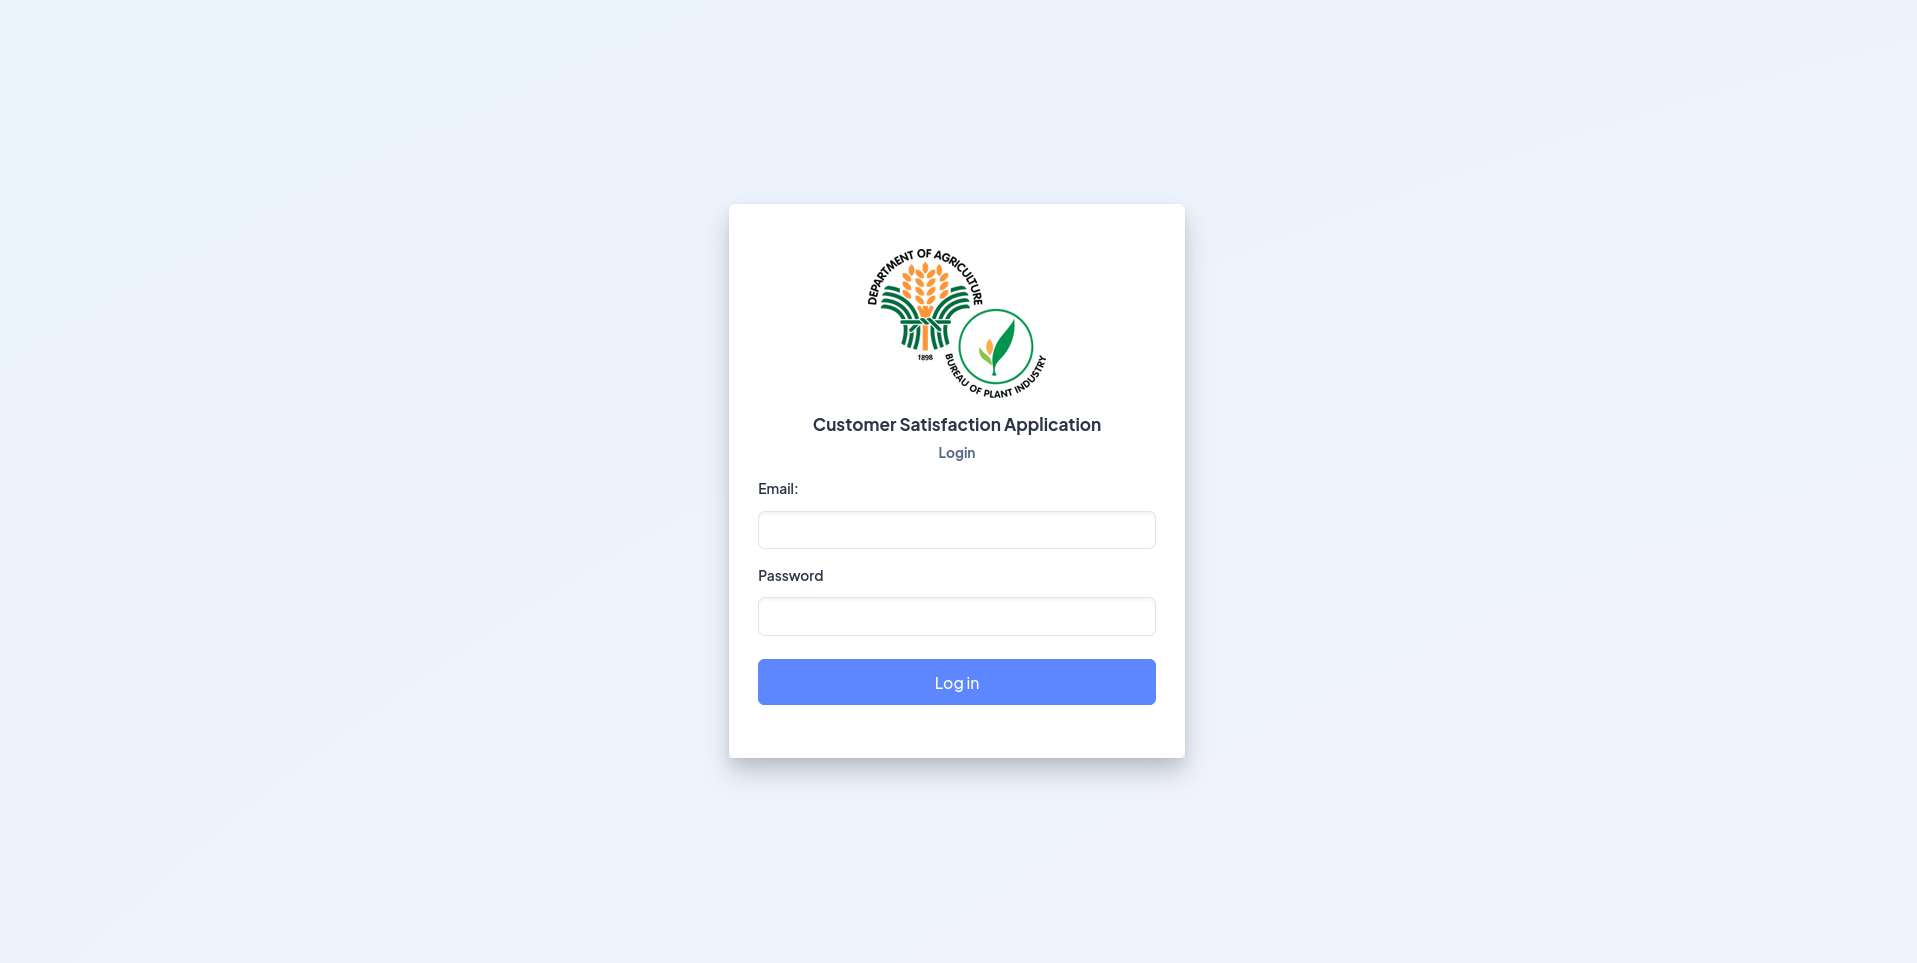 DEPARTMENT OF AGRICULTURE
1898
BUREAU OF PLANT INDUSTRY
Customer Satisfaction Application
Login
Email:
Password
Log in